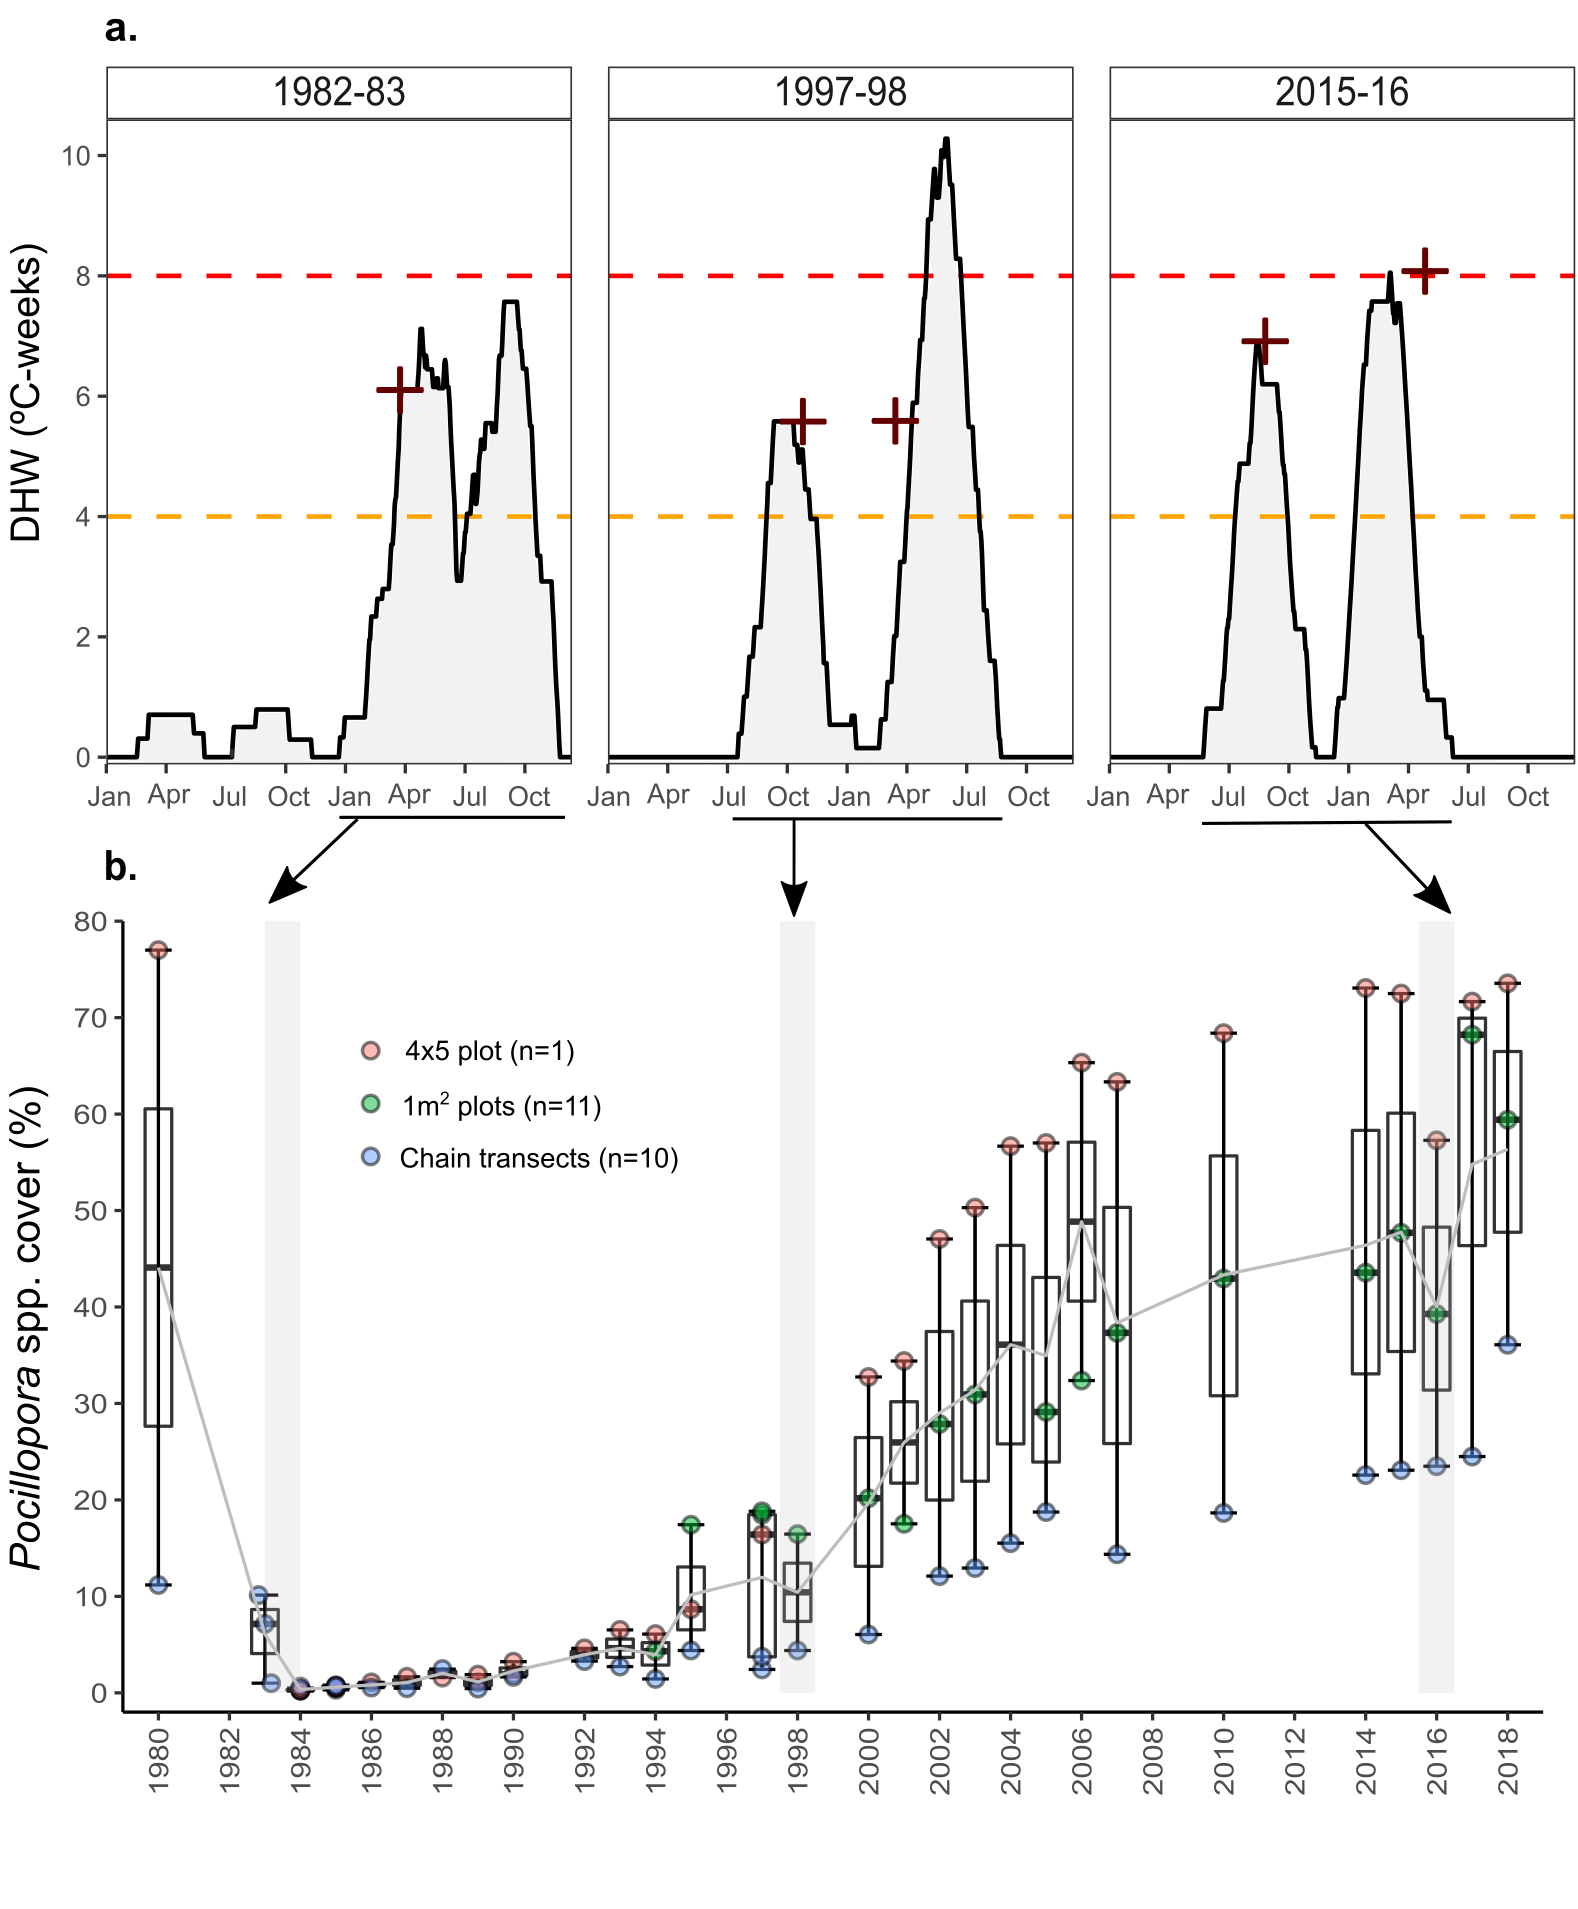 a.
1982-83 1997-98 2015-16
DHW (ºC-weeks)
10
8
6
4
2
0
Jan Apr Jul Oct Jan Apr Jul Oct Jan Apr Jul Oct Jan Apr Jul Oct Jan Apr Jul Oct Jan Apr Jul Oct
b.
Pocillopora spp. cover (%)
80
70
60
50
40
30
20
10
0
4x5 plot (n=1)
1m² plots (n=11)
Chain transects (n=10)
1980 1982 1984 1986 1988 1990 1992 1994 1996 1998 2000 2002 2004 2006 2008 2010 2012 2014 2016 2018